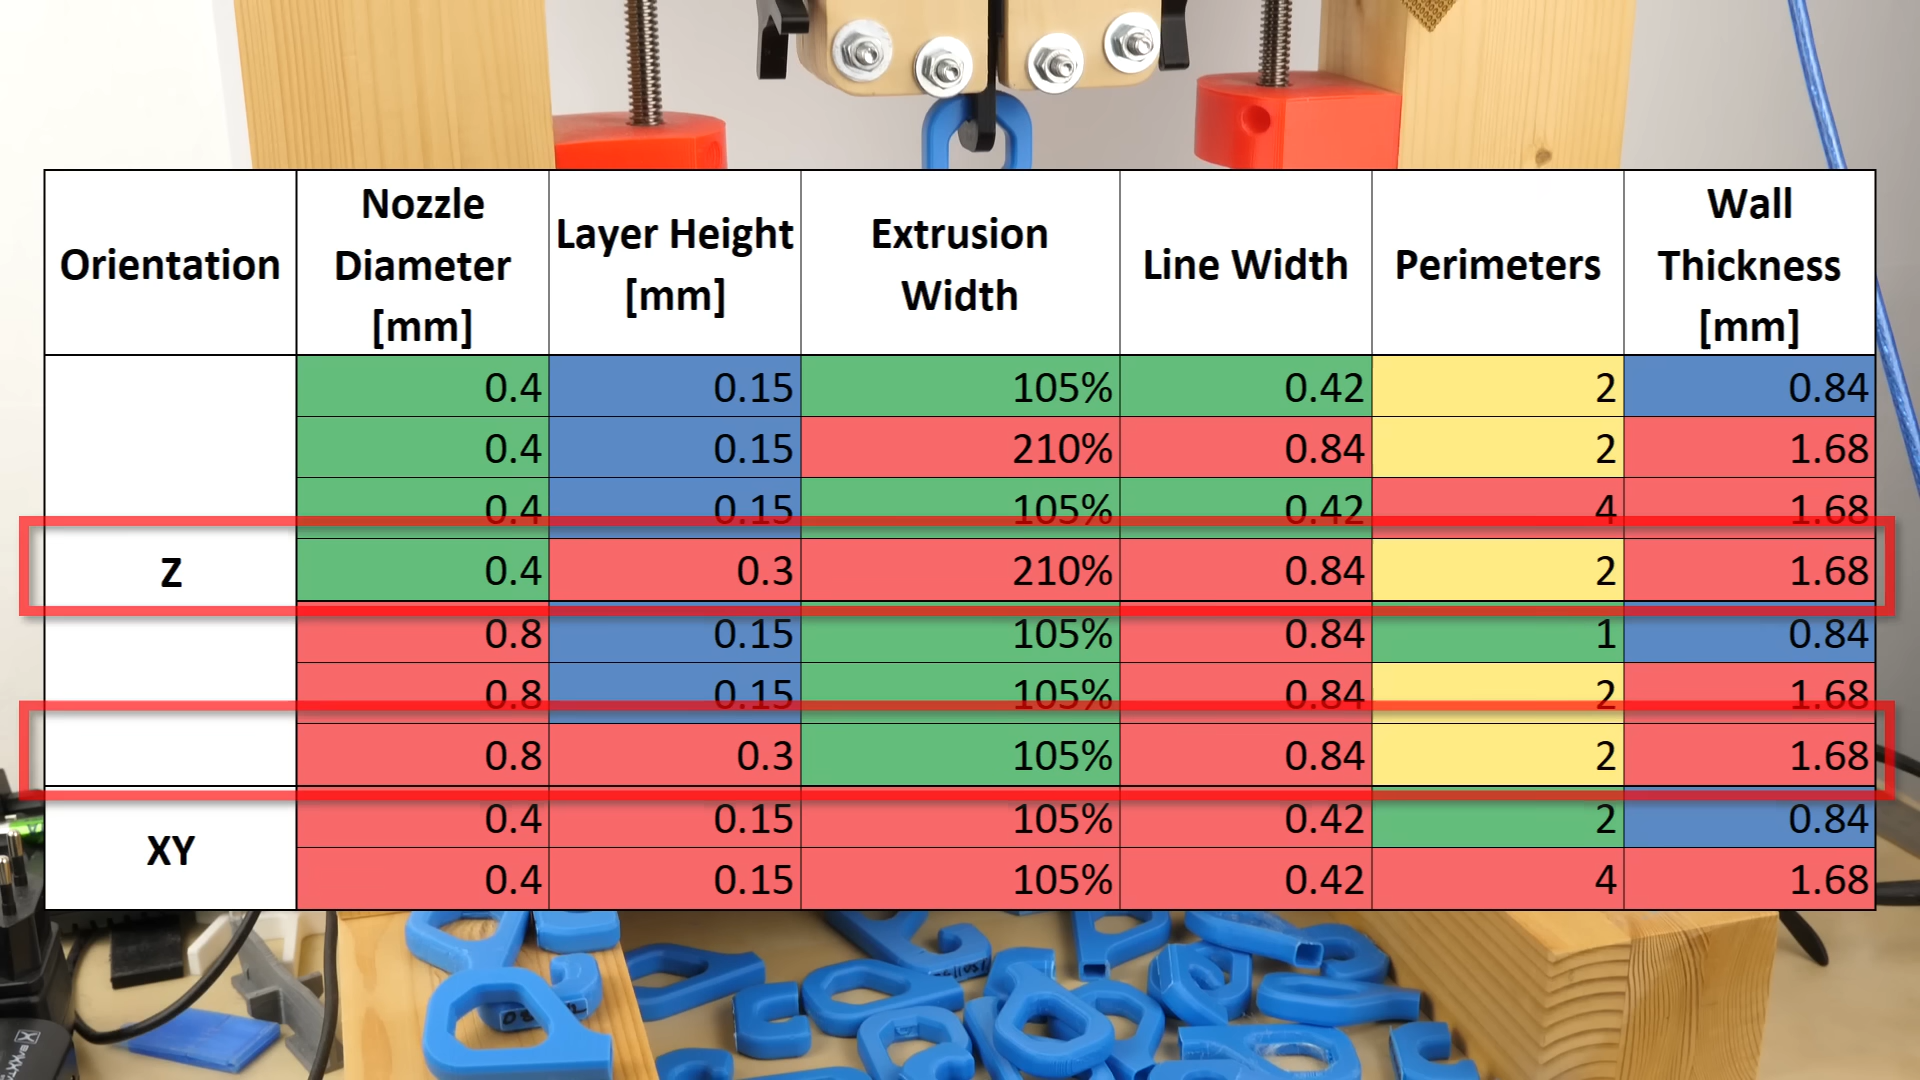 Orientation Nozzle Diameter [mm] Layer Height [mm] Extrusion Width Line Width Perimeters Wall Thickness [mm]
0.4 0.15 105% 0.42 2 0.84
0.4 0.15 210% 0.84 2 1.68
0.4 0.15 105% 0.42 4 1.68
Z 0.4 0.3 210% 0.84 2 1.68
0.8 0.15 105% 0.84 1 0.84
0.8 0.15 105% 0.84 2 1.68
0.8 0.3 105% 0.84 2 1.68
XY 0.4 0.15 105% 0.42 2 0.84
0.4 0.15 105% 0.42 4 1.68